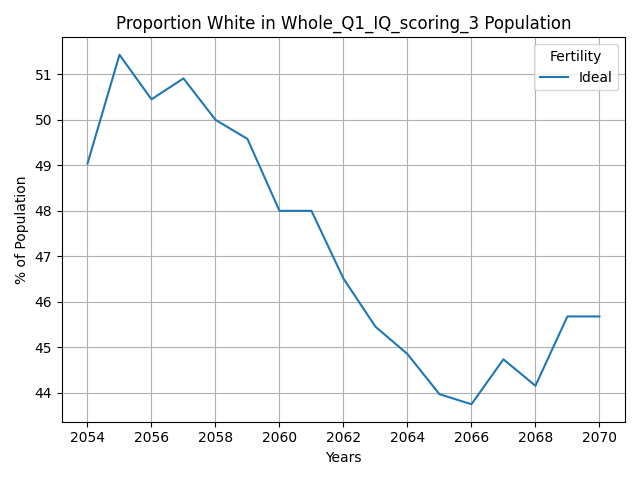 Proportion White in Whole_Q1_IQ_scoring_3 Population
Fertility
Ideal
% of Population
51
50
49
48
47
46
45
44
2054 2056 2058 2060 2062 2064 2066 2068 2070
Years